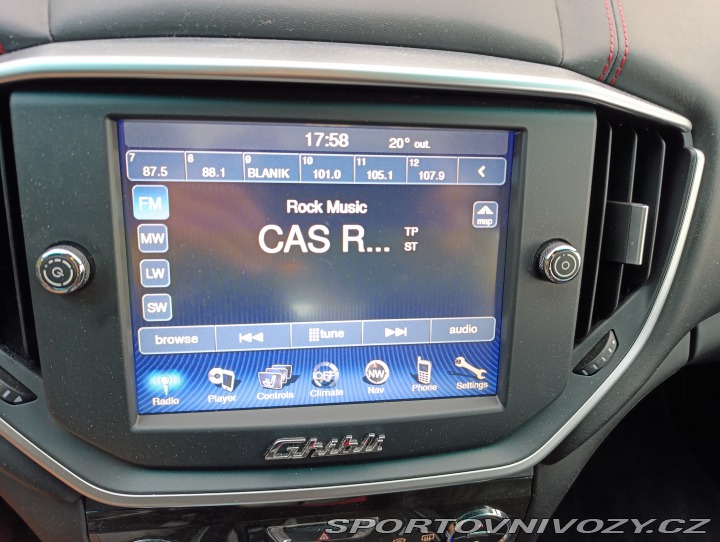 17:58 20° out.
7 87.5 8 88.1 9 BLANIK 10 101.0 11 105.1 12 107.9
FM Rock Music map
CAS R... TP
ST
MW
LW
SW
browse tune audio
Radio Player Controls OFF Climate NW Nav Phone Settings
Ghibli
SPORTOVNIVOZY.CZ